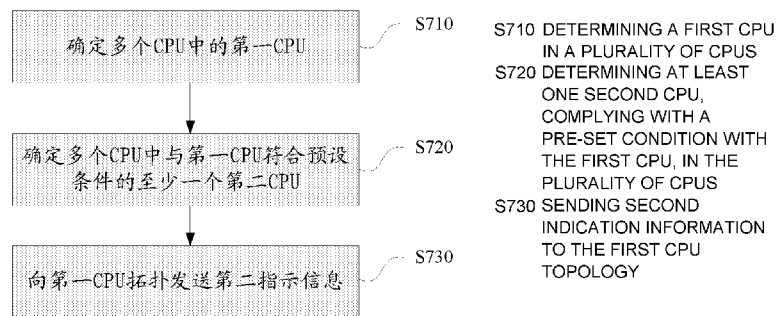 确定多个CPU中的第一CPU
S710
确定多个CPU中与第一CPU符合预设
条件的至少一个第二CPU
S720
向第一CPU拓扑发送第二指示信息
S730
S710 DETERMINING A FIRST CPU
IN A PLURALITY OF CPUS
S720 DETERMINING AT LEAST
ONE SECOND CPU,
COMPLYING WITH A
PRE-SET CONDITION WITH
THE FIRST CPU, IN THE
PLURALITY OF CPUS
S730 SENDING SECOND
INDICATION INFORMATION
TO THE FIRST CPU
TOPOLOGY